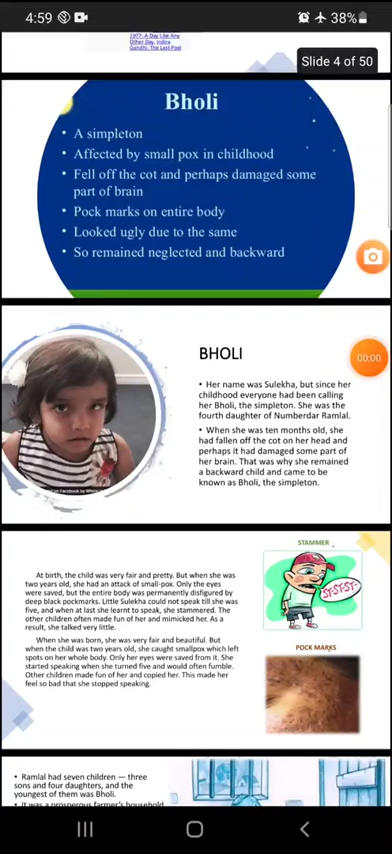 4:59
38%
1977-A Day Like Any
Other Day, Indira
Gandhi: The Last Post
Slide 4 of 50
Bholi
• A simpleton
• Affected by small pox in childhood
• Fell off the cot and perhaps damaged some
part of brain
• Pock marks on entire body
• Looked ugly due to the same
• So remained neglected and backward
00:00
BHOLI
• Her name was Sulekha, but since her
childhood everyone had been calling
her Bholi, the simpleton. She was the
fourth daughter of Numberdar Ramlal.
• When she was ten months old, she
had fallen off the cot on her head and
perhaps it had damaged some part of
her brain. That was why she remained
a backward child and came to be
known as Bholi, the simpleton.
STAMMER
At birth, the child was very fair and pretty. But when she was
two years old, she had an attack of small-pox. Only the eyes
were saved, but the entire body was permanently disfigured by
deep black pockmarks. Little Sulekha could not speak till she was
five, and when at last she learnt to speak, she stammered. The
other children often made fun of her and mimicked her. As a
result, she talked very little.
ST-ST-ST-
When she was born, she was very fair and beautiful. But
when the child was two years old, she caught smallpox which left
spots on her whole body. Only her eyes were saved from it. She
started speaking when she turned five and would often fumble.
Other children made fun of her and copied her. This made her
feel so bad that she stopped speaking.
POCK MARKS
• Ramlal had seven children — three
sons and four daughters, and the
youngest of them was Bholi.
• It was a prosperous farmer's household